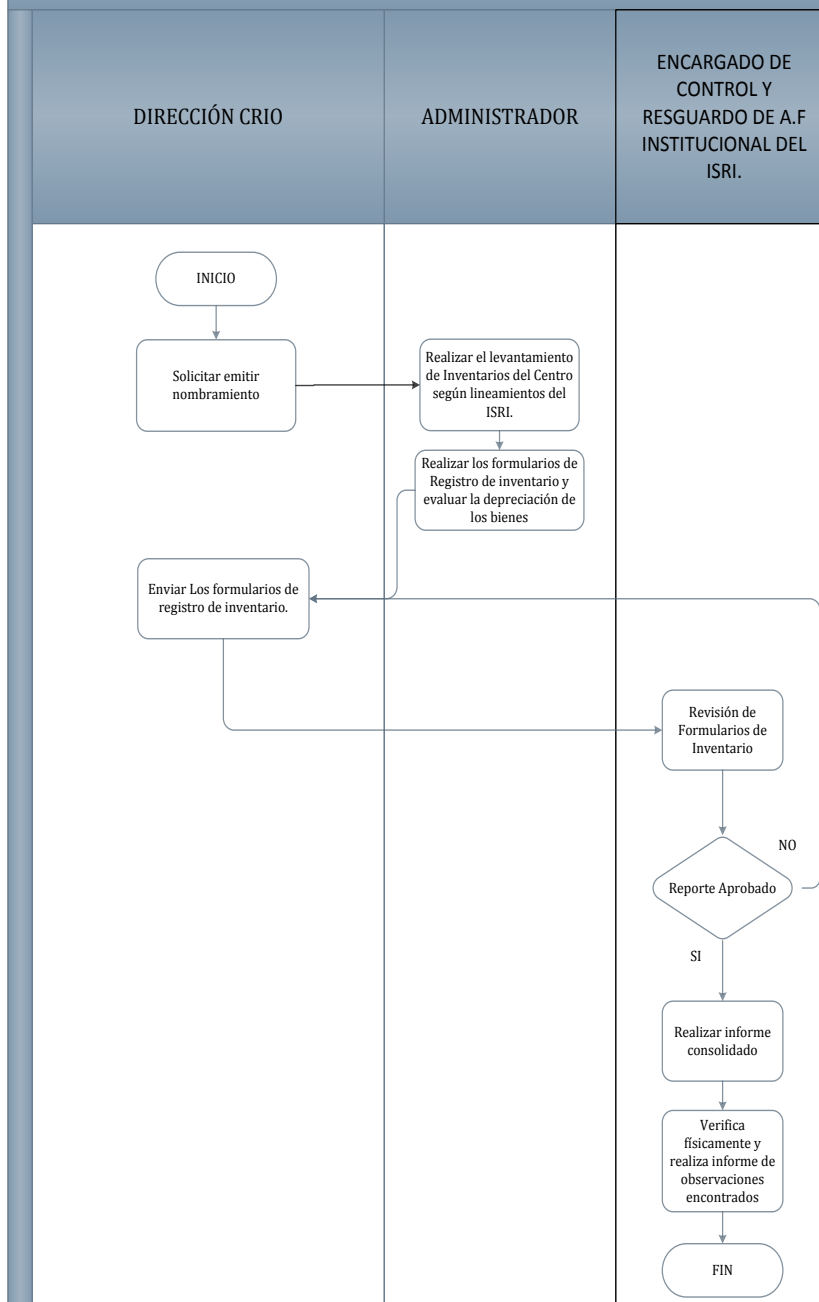 DIRECCIÓN CRIO
ADMINISTRADOR
ENCARGADO DE
CONTROL Y
RESGUARDO DE A.F
INSTITUCIONAL DEL
ISRI.
INICIO
Solicitar emitir
nombramiento
Realizar el levantamiento
de Inventarios del Centro
según lineamientos del
ISRI.
Realizar los formularios de
Registro de inventario y
evaluar la depreciación de
los bienes
Enviar Los formularios de
registro de inventario.
Revisión de
Formularios de
Inventario
NO
Reporte Aprobado
SI
Realizar informe
consolidado
Verifica
físicamente y
realiza informe de
observaciones
encontrados
FIN